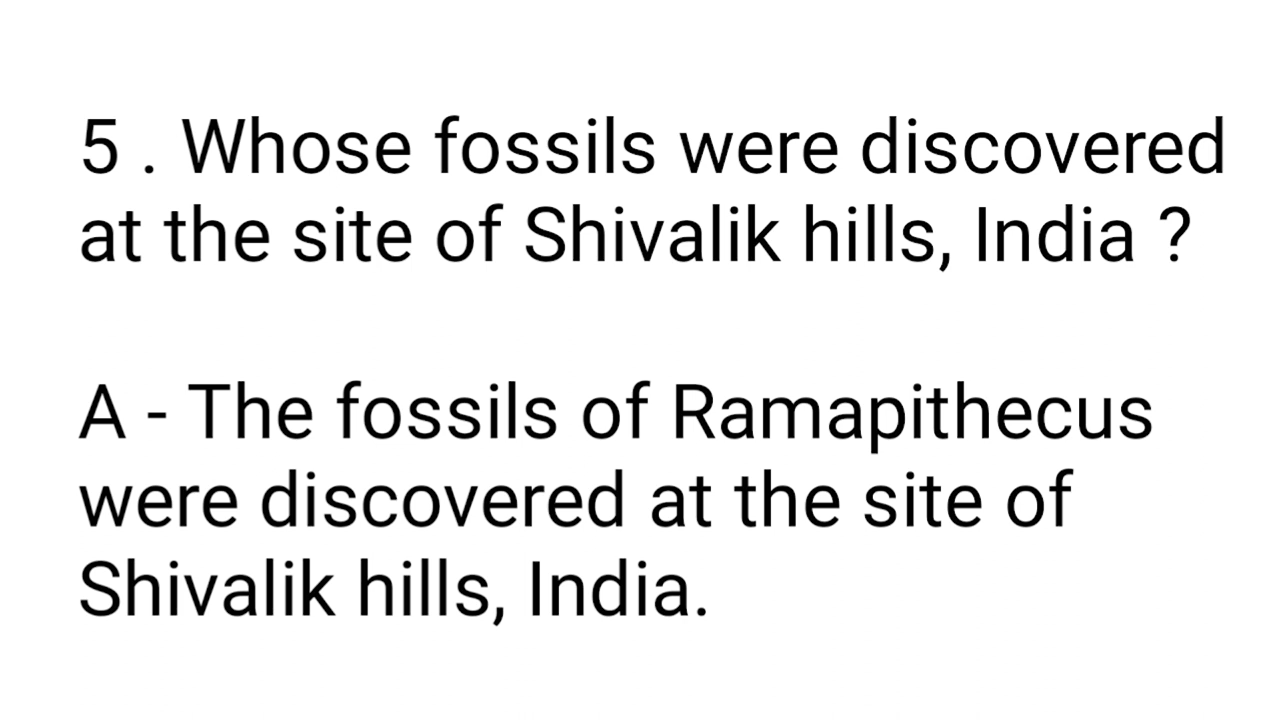 5 . Whose fossils were discovered
at the site of Shivalik hills, India ?
A - The fossils of Ramapithecus
were discovered at the site of
Shivalik hills, India.